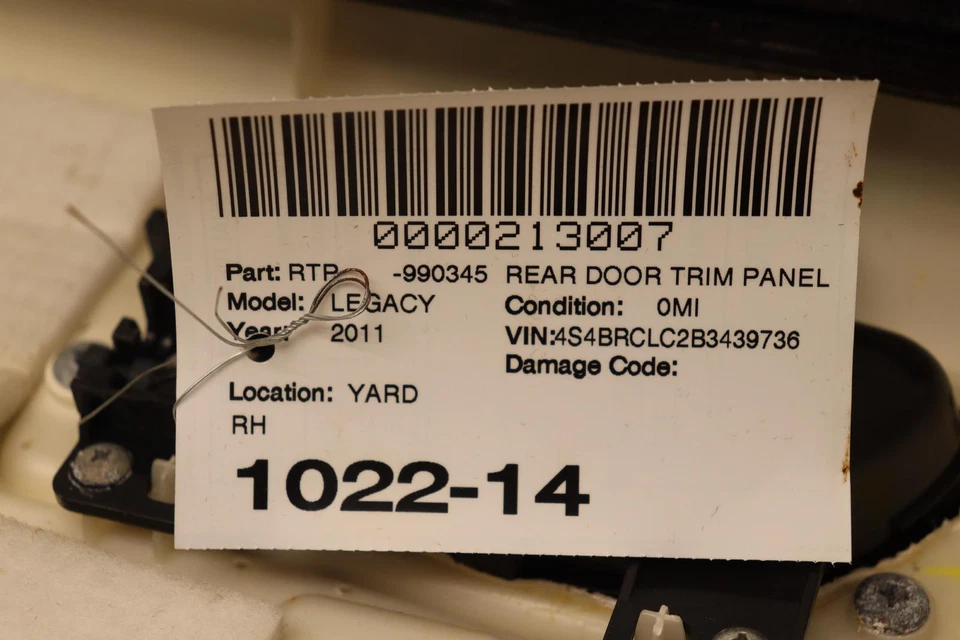 0000213007
Part: RTP -990345 REAR DOOR TRIM PANEL
Model: LEGACY Condition: 0MI
Year: 2011 VIN:4S4BRCLC2B3439736
Damage Code:
Location: YARD
RH
1022-14